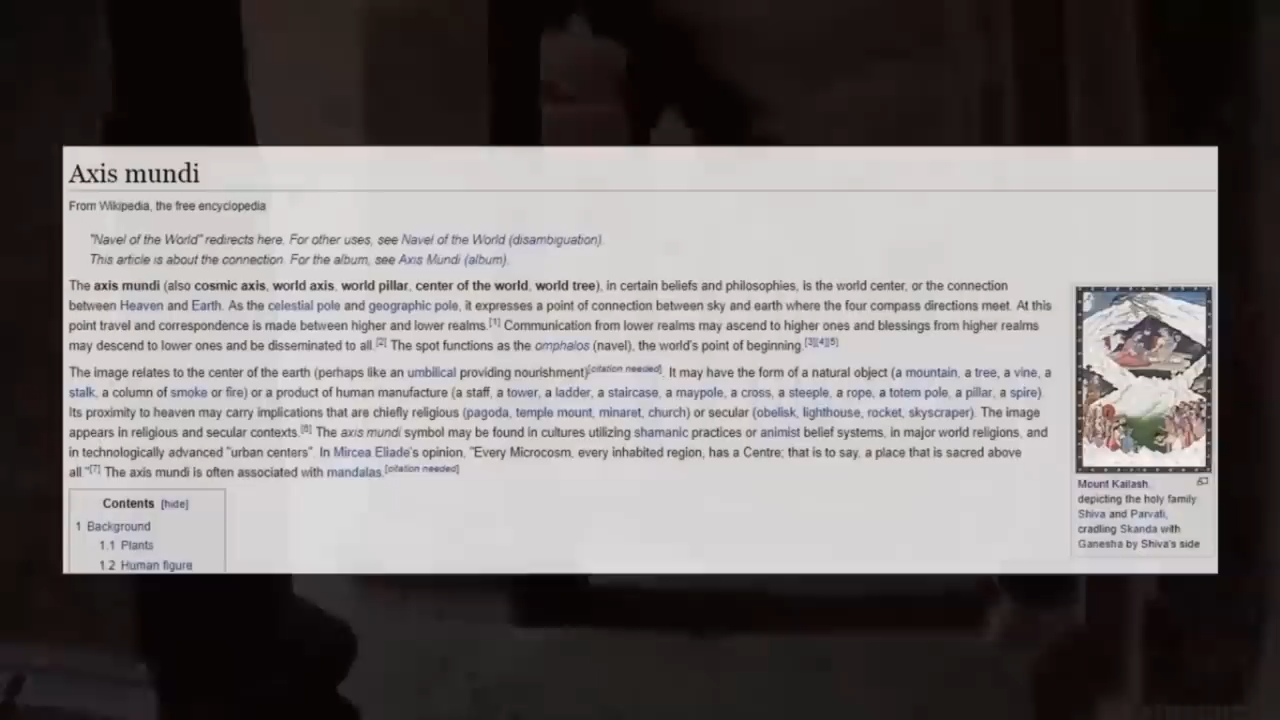 Axis mundi
From Wikipedia, the free encyclopedia
"Navel of the World" redirects here. For other uses, see Navel of the World (disambiguation).
This article is about the connection. For the album, see Axis Mundi (album).
The axis mundi (also cosmic axis, world axis, world pillar, center of the world, world tree), in certain beliefs and philosophies, is the world center, or the connection
between Heaven and Earth. As the celestial pole and geographic pole, it expresses a point of connection between sky and earth where the four compass directions meet. At this
point travel and correspondence is made between higher and lower realms.[1] Communication from lower realms may ascend to higher ones and blessings from higher realms
may descend to lower ones and be disseminated to all.[2] The spot functions as the omphalos (navel), the world's point of beginning.[3][4][5]
The image relates to the center of the earth (perhaps like an umbilical providing nourishment)[citation needed]. It may have the form of a natural object (a mountain, a tree, a vine, a
stalk, a column of smoke or fire) or a product of human manufacture (a staff, a tower, a ladder, a staircase, a maypole, a cross, a steeple, a rope, a totem pole, a pillar, a spire).
Its proximity to heaven may carry implications that are chiefly religious (pagoda, temple mount, minaret, church) or secular (obelisk, lighthouse, rocket, skyscraper). The image
appears in religious and secular contexts.[6] The axis mundi symbol may be found in cultures utilizing shamanic practices or animist belief systems, in major world religions, and
in technologically advanced "urban centers". In Mircea Eliade's opinion, "Every Microcosm, every inhabited region, has a Centre; that is to say, a place that is sacred above
all."[7] The axis mundi is often associated with mandalas.[citation needed]
Contents [hide]
1 Background
1.1 Plants
1.2 Human figure
Mount Kailash,
depicting the holy family:
Shiva and Parvati,
cradling Skanda with
Ganesha by Shiva's side